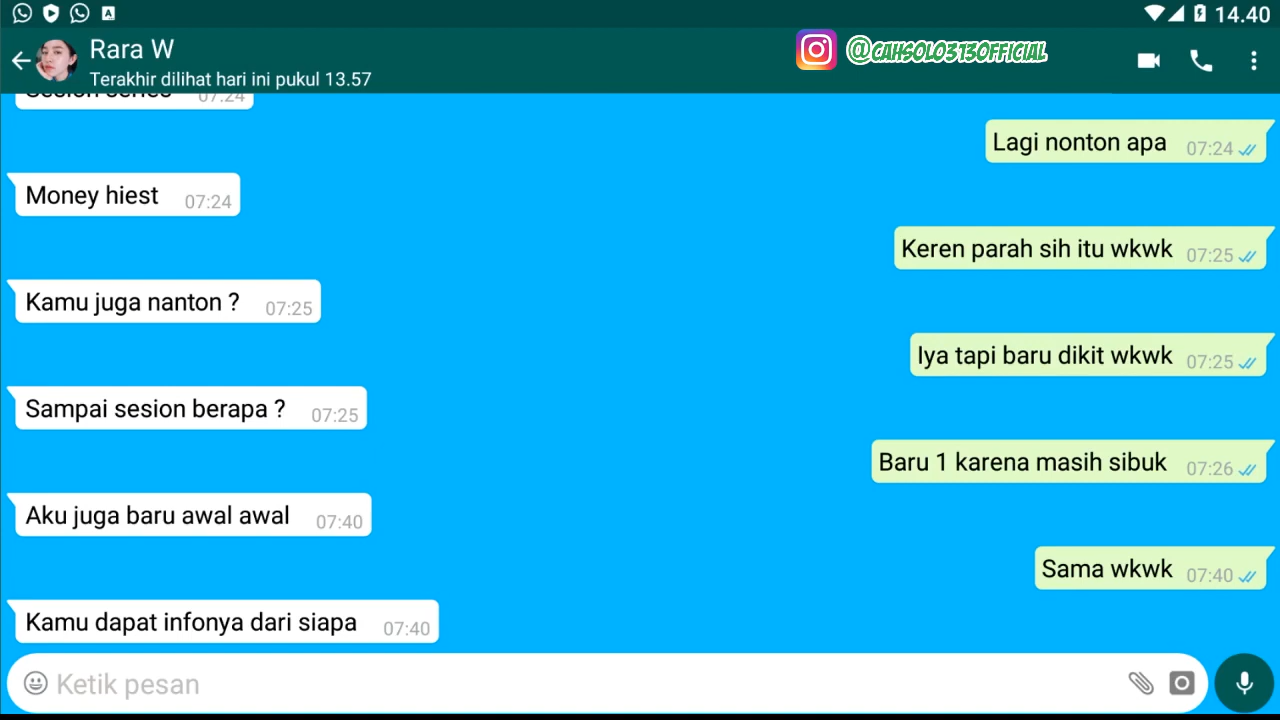 14.40
Rara W
Terakhir dilihat hari ini pukul 13.57
@CAHSOLO313OFFICIAL
Sesion series 07:24
Lagi nonton apa 07:24
Money hiest 07:24
Keren parah sih itu wkwk 07:25
Kamu juga nanton ? 07:25
Iya tapi baru dikit wkwk 07:25
Sampai sesion berapa ? 07:25
Baru 1 karena masih sibuk 07:26
Aku juga baru awal awal 07:40
Sama wkwk 07:40
Kamu dapat infonya dari siapa 07:40
Ketik pesan